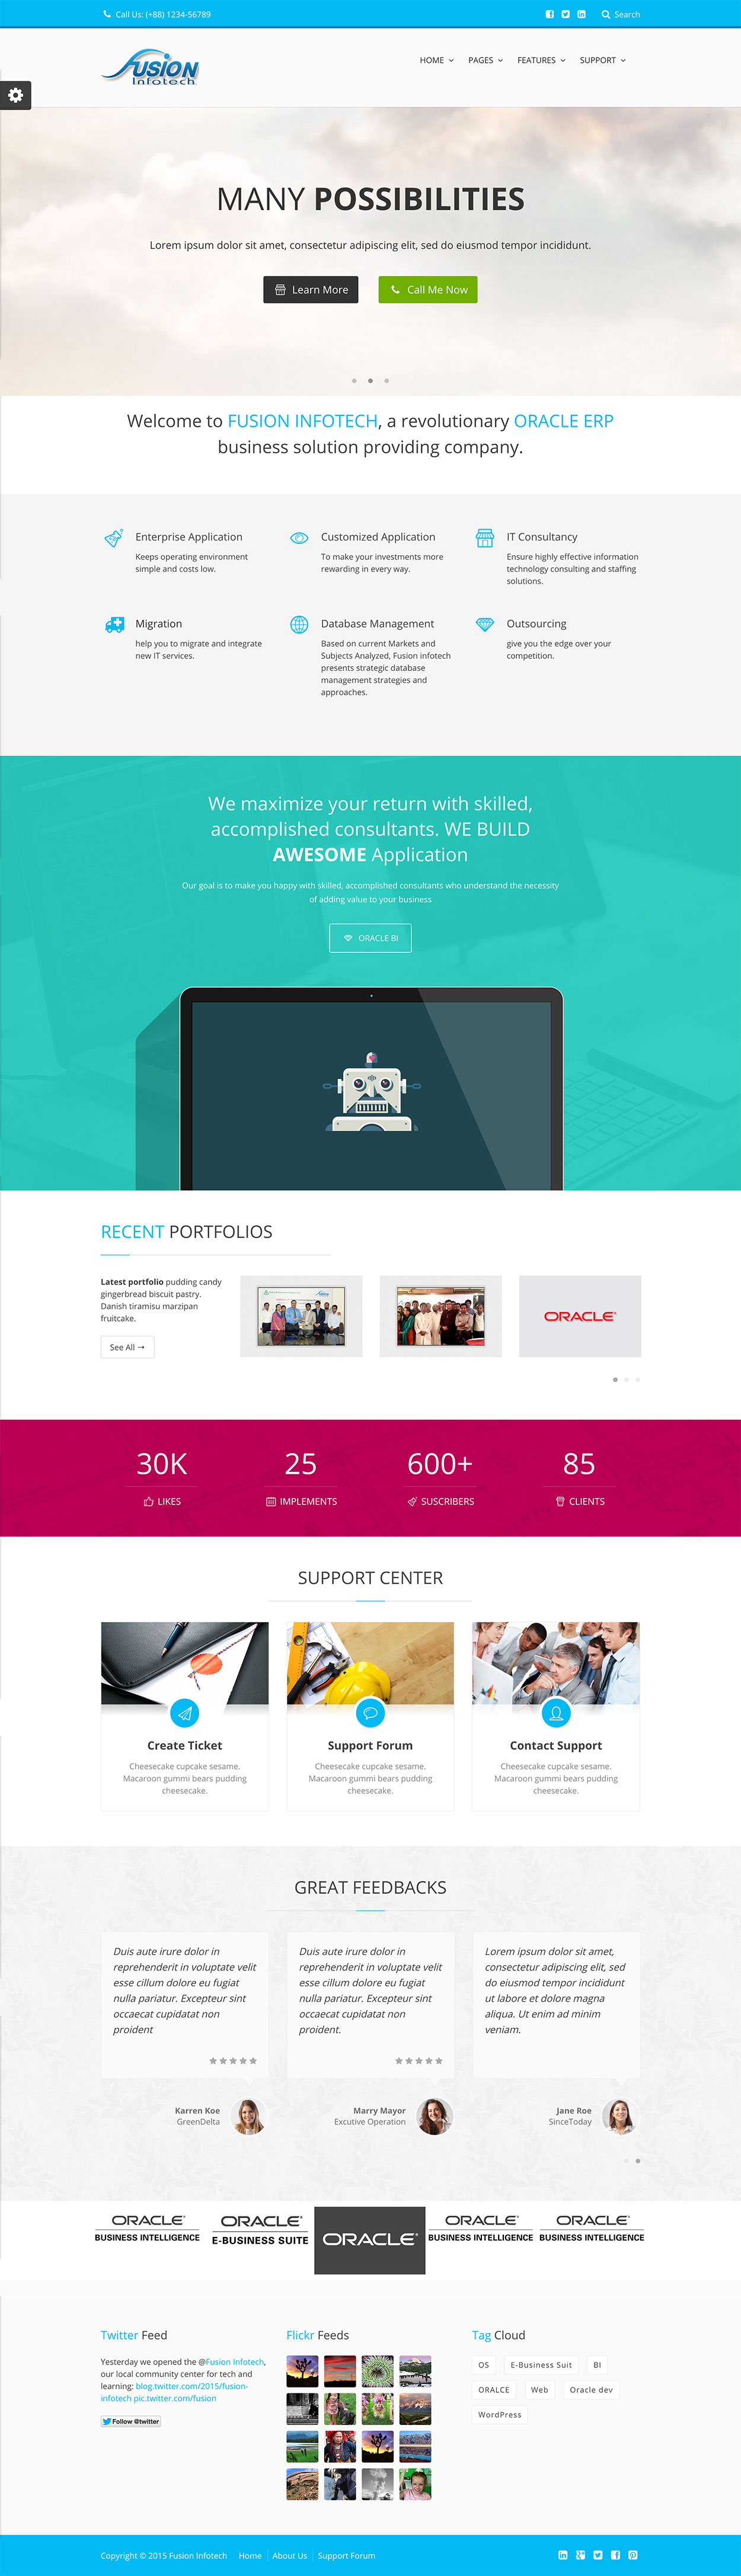 Call Us: (+88) 1234-56789
Search
FUSION
Infotech
HOME
PAGES
FEATURES
SUPPORT
MANY POSSIBILITIES
Lorem ipsum dolor sit amet, consectetur adipiscing elit, sed do eiusmod tempor incididunt.
Learn More
Call Me Now
Welcome to FUSION INFOTECH, a revolutionary ORACLE ERP
business solution providing company.
Enterprise Application
Keeps operating environment
simple and costs low.
Customized Application
To make your investments more
rewarding in every way.
IT Consultancy
Ensure highly effective information
technology consulting and staffing
solutions.
Migration
help you to migrate and integrate
new IT services.
Database Management
Based on current Markets and
Subjects Analyzed, Fusion infotech
presents strategic database
management strategies and
approaches.
Outsourcing
give you the edge over your
competition.
We maximize your return with skilled,
accomplished consultants. WE BUILD
AWESOME Application
Our goal is to make you happy with skilled, accomplished consultants who understand the necessity
of adding value to your business
ORACLE BI
RECENT PORTFOLIOS
Latest portfolio pudding candy
gingerbread biscuit pastry.
Danish tiramisu marzipan
fruitcake.
See All →
ORACLE
30K
LIKES
25
IMPLEMENTS
600+
SUSCRIBERS
85
CLIENTS
SUPPORT CENTER
Create Ticket
Cheesecake cupcake sesame.
Macaroon gummi bears pudding
cheesecake.
Support Forum
Cheesecake cupcake sesame.
Macaroon gummi bears pudding
cheesecake.
Contact Support
Cheesecake cupcake sesame.
Macaroon gummi bears pudding
cheesecake.
GREAT FEEDBACKS
Duis aute irure dolor in
reprehenderit in voluptate velit
esse cillum dolore eu fugiat
nulla pariatur. Excepteur sint
occaecat cupidatat non
proident
Karren Koe
GreenDelta
Duis aute irure dolor in
reprehenderit in voluptate velit
esse cillum dolore eu fugiat
nulla pariatur. Excepteur sint
occaecat cupidatat non
proident.
Marry Mayor
Excutive Operation
Lorem ipsum dolor sit amet,
consectetur adipiscing elit, sed
do eiusmod tempor incididunt
ut labore et dolore magna
aliqua. Ut enim ad minim
veniam.
Jane Roe
SinceToday
ORACLE
BUSINESS INTELLIGENCE
ORACLE
E-BUSINESS SUITE
ORACLE
ORACLE
BUSINESS INTELLIGENCE
ORACLE
BUSINESS INTELLIGENCE
Twitter Feed
Yesterday we opened the @Fusion Infotech,
our local community center for tech and
learning: blog.twitter.com/2015/fusion-
infotech pic.twitter.com/fusion
Follow @twitter
Flickr Feeds
Tag Cloud
OS
E-Business Suit
BI
ORALCE
Web
Oracle dev
WordPress
Copyright © 2015 Fusion Infotech
Home
About Us
Support Forum